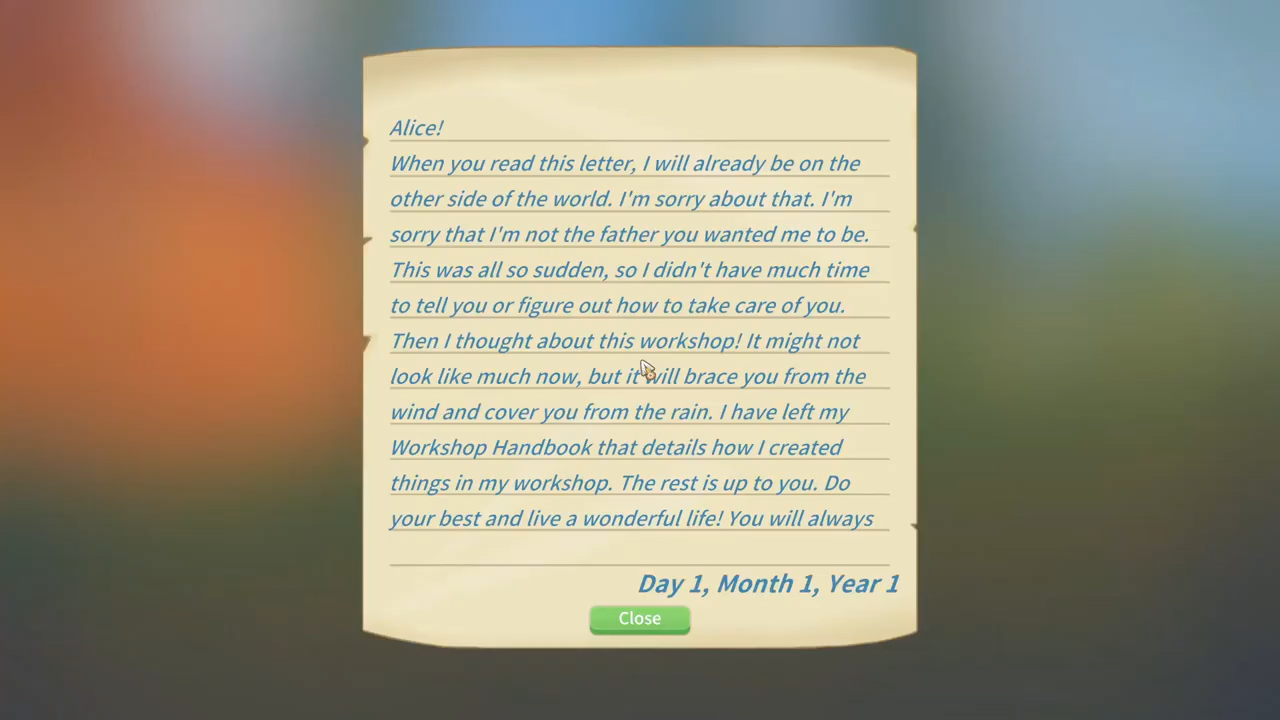 Alice!
When you read this letter, I will already be on the
other side of the world. I'm sorry about that. I'm
sorry that I'm not the father you wanted me to be.
This was all so sudden, so I didn't have much time
to tell you or figure out how to take care of you.
Then I thought about this workshop! It might not
look like much now, but it will brace you from the
wind and cover you from the rain. I have left my
Workshop Handbook that details how I created
things in my workshop. The rest is up to you. Do
your best and live a wonderful life! You will always
Day 1, Month 1, Year 1
Close